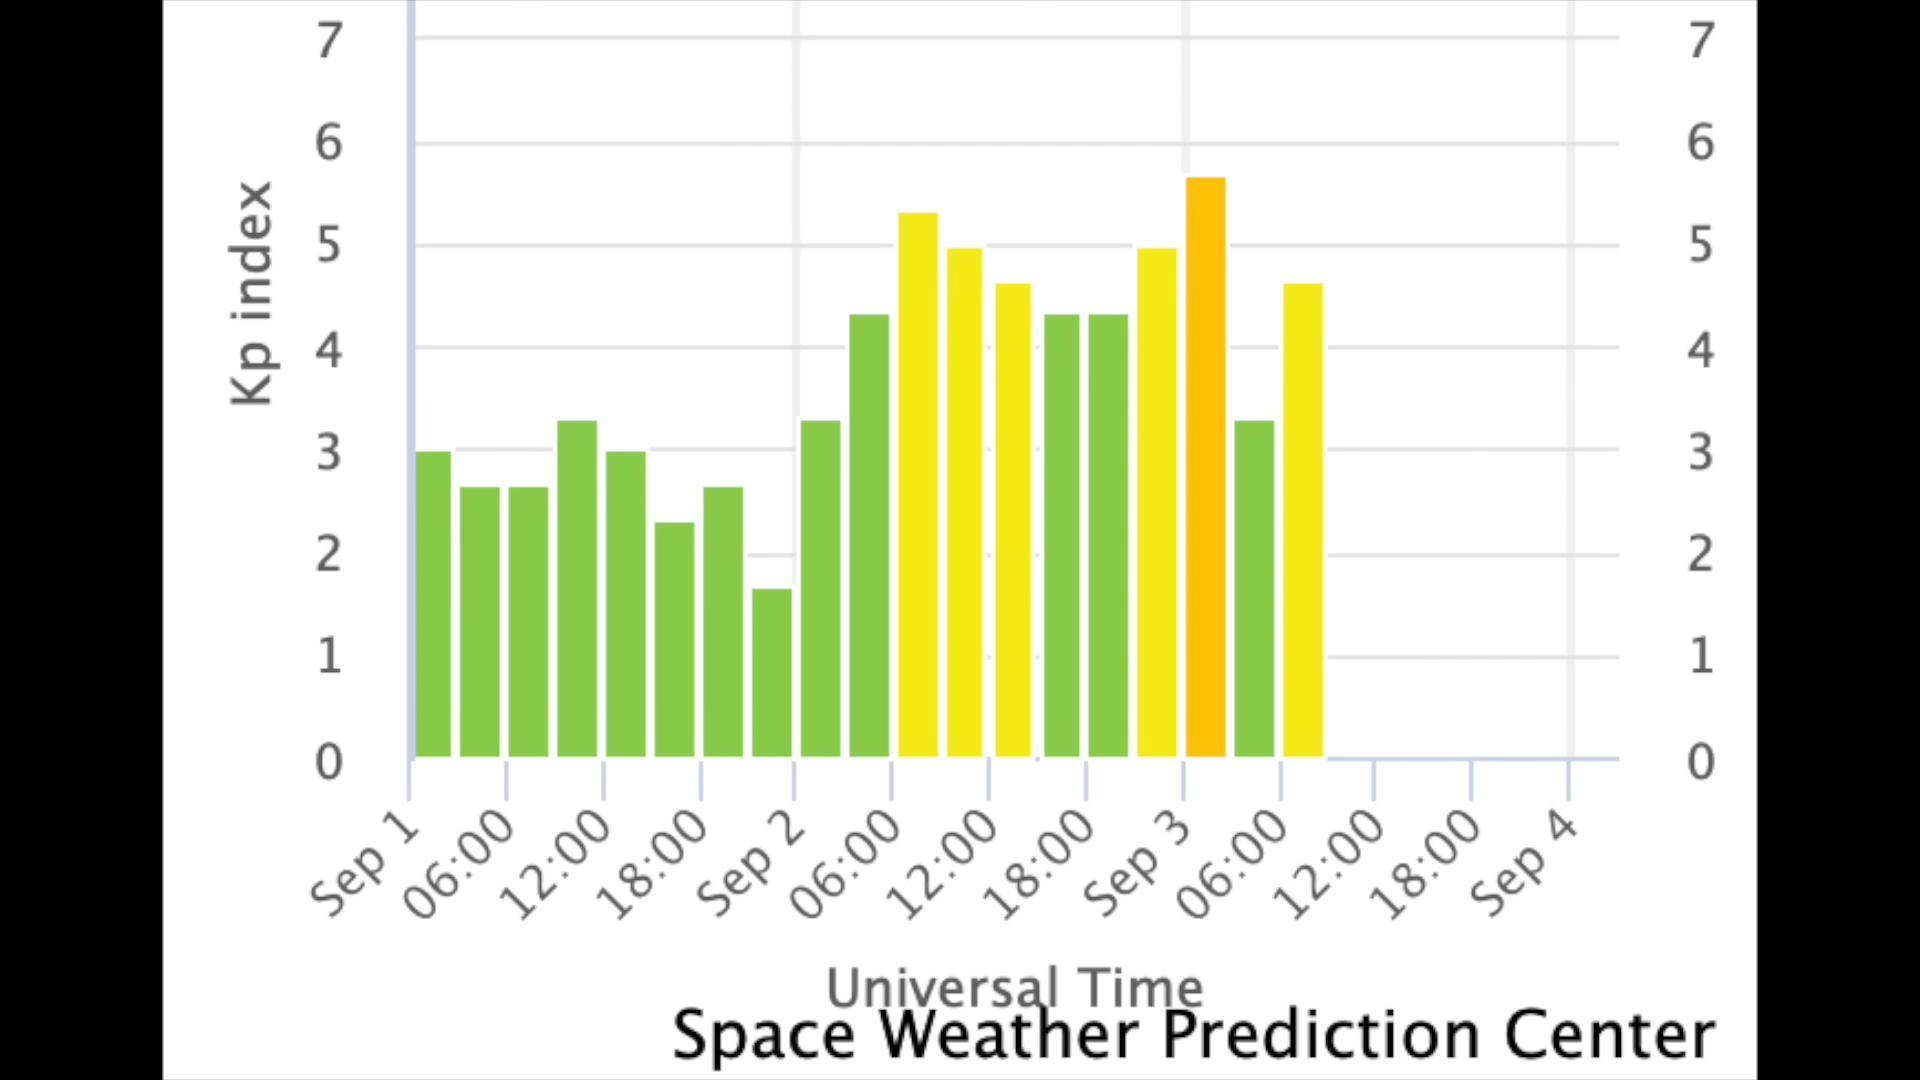 7 7
6 6
5 5
4 4
3 3
2 2
1 1
0 0
Kp index
Sep 1 06:00 12:00 18:00 Sep 2 06:00 12:00 18:00 Sep 3 06:00 12:00 18:00 Sep 4
Universal Time
Space Weather Prediction Center